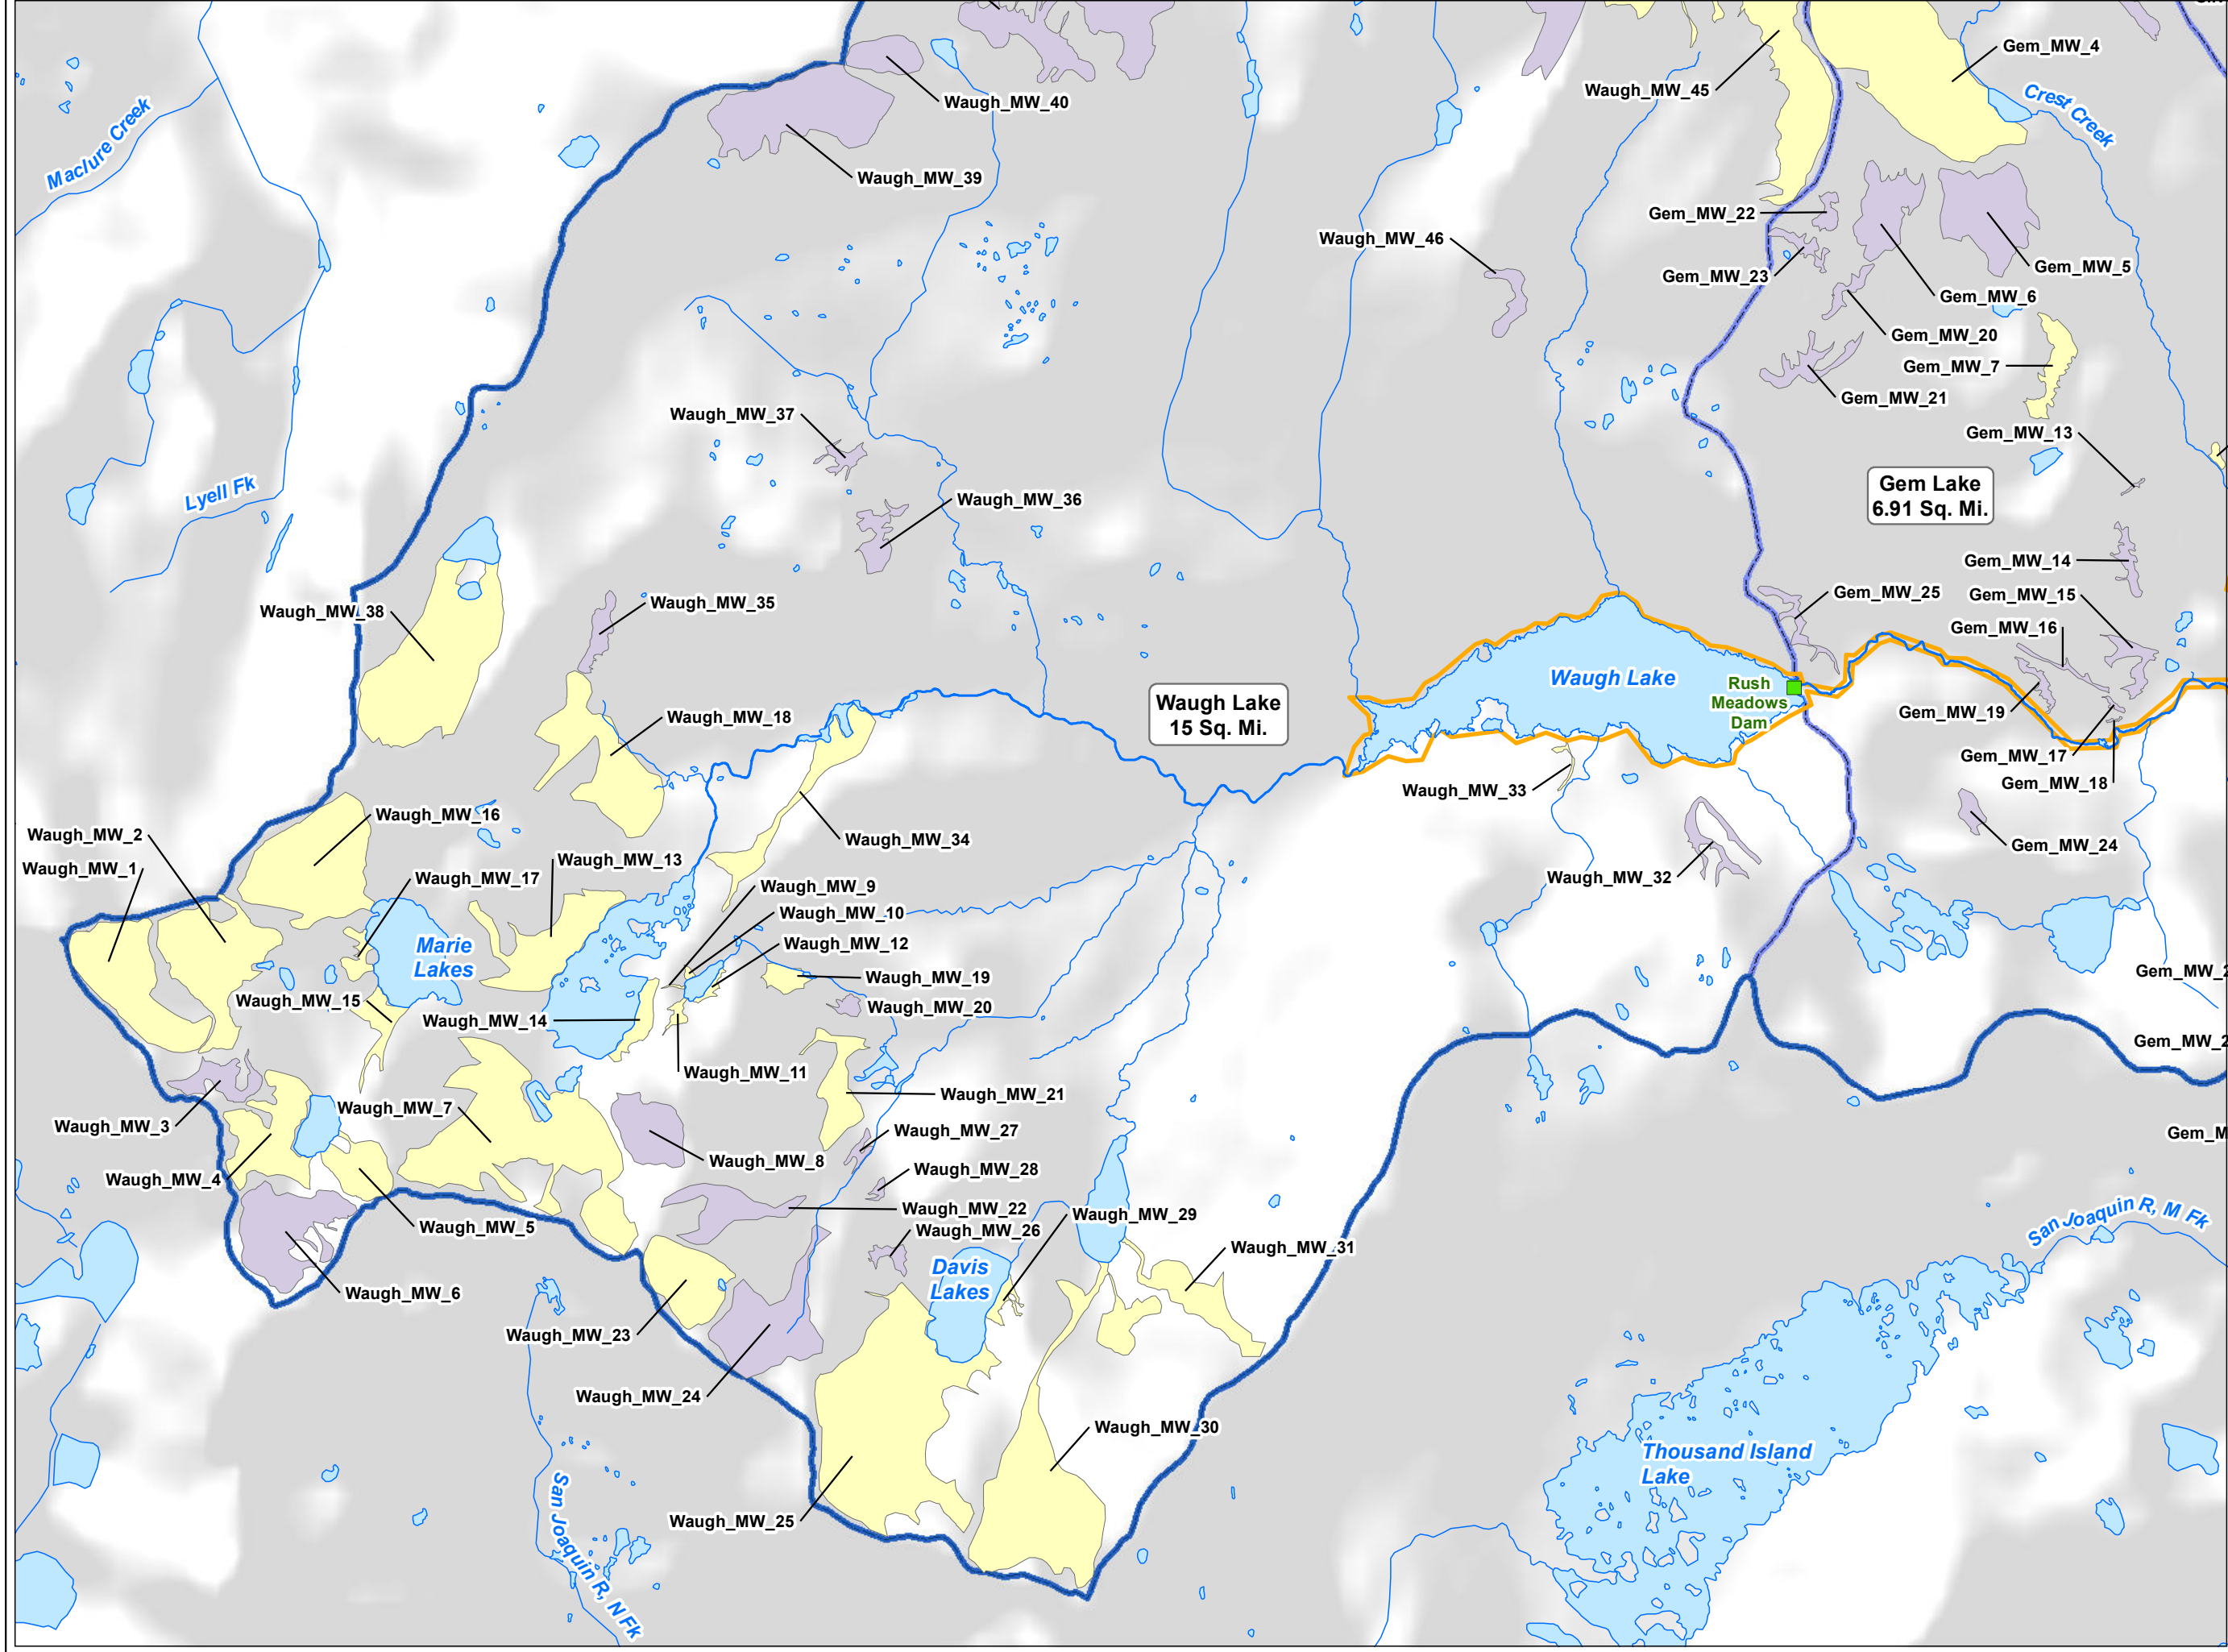 Gem_MW_4
Waugh_MW_45
Waugh_MW_40
Crest Creek
Maclure Creek
Waugh_MW_39
Gem_MW_22
Waugh_MW_46
Gem_MW_5
Gem_MW_23
Gem_MW_6
Gem_MW_20
Gem_MW_7
Gem_MW_21
Waugh_MW_37
Gem_MW_13
Lyell Fk
Gem Lake
6.91 Sq. Mi.
Waugh_MW_36
Gem_MW_14
Gem_MW_25
Gem_MW_15
Waugh_MW_35
Waugh_MW_38
Gem_MW_16
Waugh Lake
Rush
Meadows
Dam
Waugh Lake
15 Sq. Mi.
Gem_MW_19
Waugh_MW_18
Gem_MW_17
Gem_MW_18
Waugh_MW_33
Waugh_MW_16
Waugh_MW_2
Waugh_MW_34
Gem_MW_24
Waugh_MW_13
Waugh_MW_1
Waugh_MW_17
Waugh_MW_32
Waugh_MW_9
Waugh_MW_10
Marie
Lakes
Waugh_MW_12
Gem_MW_2
Waugh_MW_19
Waugh_MW_15
Waugh_MW_20
Waugh_MW_14
Gem_MW_2
Waugh_MW_11
Waugh_MW_21
Waugh_MW_7
Waugh_MW_3
Waugh_MW_27
Gem_M
Waugh_MW_8
Waugh_MW_28
Waugh_MW_4
Waugh_MW_22
Waugh_MW_29
Waugh_MW_5
Waugh_MW_26
San Joaquin R, M Fk
Waugh_MW_31
Davis
Lakes
Waugh_MW_6
Waugh_MW_23
Waugh_MW_24
Waugh_MW_30
Thousand Island
Lake
Waugh_MW_25
San Joaquin R, N Fk